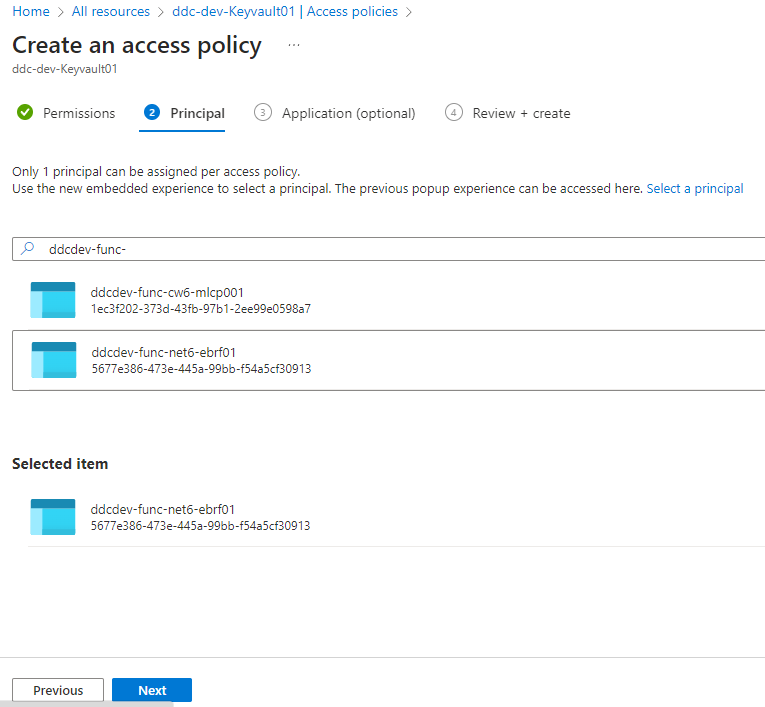 Home > All resources > ddc-dev-Keyvault01 | Access policies >
Create an access policy ...
ddc-dev-Keyvault01
Permissions 2 Principal 3 Application (optional) 4 Review + create
Only 1 principal can be assigned per access policy.
Use the new embedded experience to select a principal. The previous popup experience can be accessed here. Select a principal
ddcdev-func-
ddcdev-func-cw6-mlcp001
1ec3f202-373d-43fb-97b1-2ee99e0598a7
ddcdev-func-net6-ebrf01
5677e386-473e-445a-99bb-f54a5cf30913
Selected item
ddcdev-func-net6-ebrf01
5677e386-473e-445a-99bb-f54a5cf30913
Previous Next